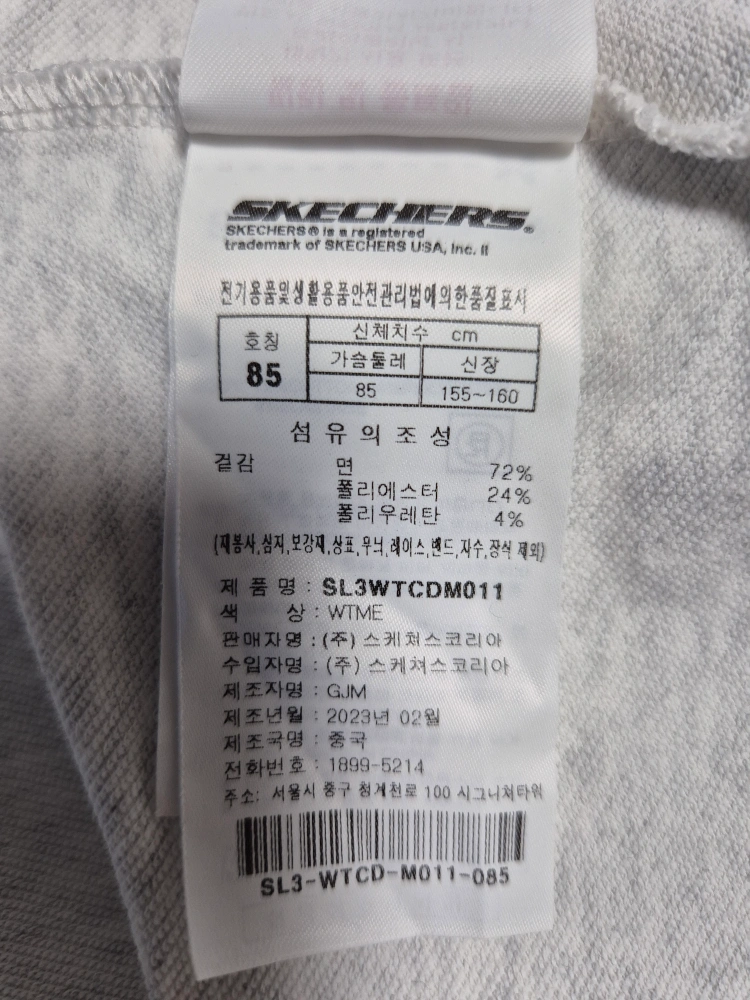 SKECHERS®
SKECHERS® is a registered
trademark of SKECHERS USA, Inc. II
전기용품및생활용품안전관리법에의한품질표시
호칭 신체치수 cm
85 가슴둘레 신장
85 155~160
섬유의조성
겉감 면 72%
폴리에스터 24%
폴리우레탄 4%
(재봉사,심지,보강재,상표,무늬,레이스,밴드,자수,장식 제외)
제 품 명 : SL3WTCDM011
색 상 : WTME
판매자명 : (주) 스케쳐스코리아
수입자명 : (주) 스케쳐스코리아
제조자명 : GJM
제조년월 : 2023년 02월
제조국명 : 중국
전화번호 : 1899-5214
주소: 서울시 중구 청계천로 100 시그니쳐타워
SL3-WTCD-M011-085